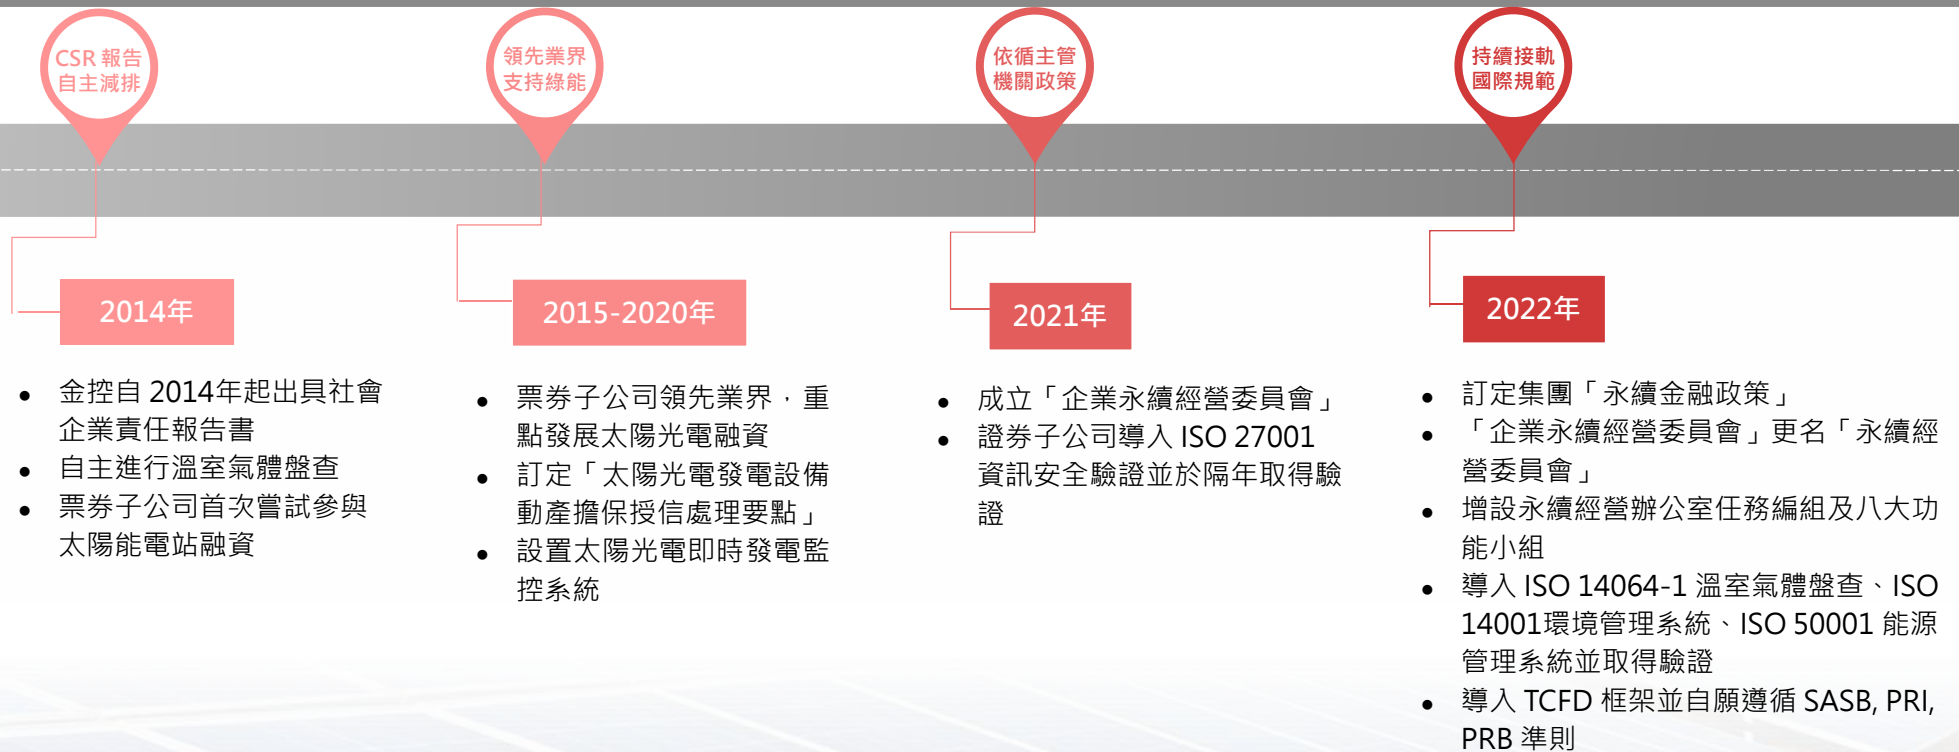 CSR 報告
自主減排
2014年
● 金控自 2014年起出具社會
企業責任報告書
● 自主進行溫室氣體盤查
● 票券子公司首次嘗試參與
太陽能電站融資
領先業界
支持綠能
2015-2020年
● 票券子公司領先業界，重
點發展太陽光電融資
● 訂定「太陽光電發電設備
動產擔保授信處理要點」
● 設置太陽光電即時發電監
控系統
依循主管
機關政策
2021年
● 成立「企業永續經營委員會」
● 證券子公司導入 ISO 27001
資訊安全驗證並於隔年取得驗
證
持續接軌
國際規範
2022年
● 訂定集團「永續金融政策」
● 「企業永續經營委員會」更名「永續經
營委員會」
● 增設永續經營辦公室任務編組及八大功
能小組
● 導入 ISO 14064-1 溫室氣體盤查、ISO
14001環境管理系統、ISO 50001 能源
管理系統並取得驗證
● 導入 TCFD 框架並自願遵循 SASB, PRI,
PRB 準則